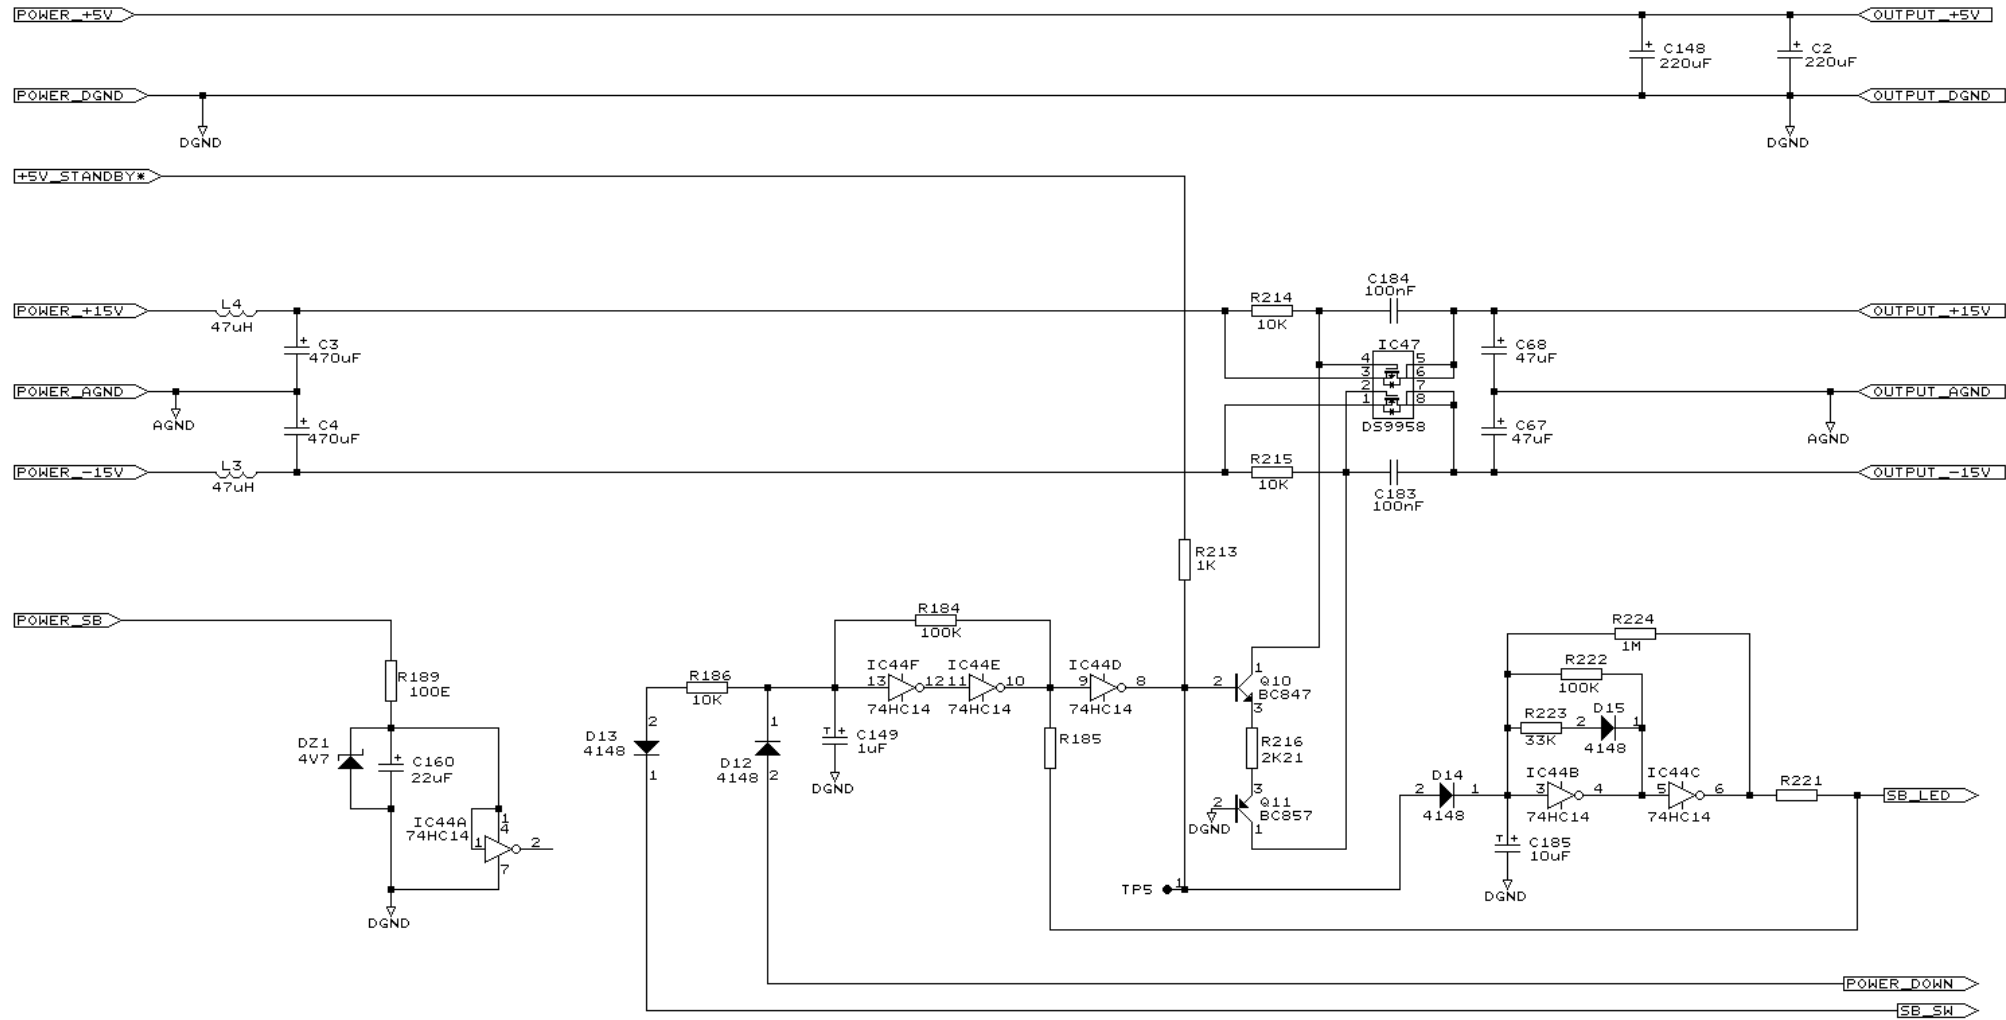 POWER_+5V
OUTPUT_+5V
+
C148
220uF
+
C2
220uF
POWER_DGND
OUTPUT_DGND
DGND
DGND
+5V_STANDBY*
POWER_+15V
L4
47uH
R214
10K
C184
100nF
OUTPUT_+15V
+
C3
470uF
IC47
4
3
2
1
5
6
7
8
DS9958
+
C68
47uF
POWER_AGND
AGND
OUTPUT_AGND
AGND
+
C4
470uF
+
C67
47uF
POWER_-15V
L3
47uH
R215
10K
C183
100nF
OUTPUT_-15V
R213
1K
POWER_SB
R189
100E
DZ1
4V7
+
C160
22uF
IC44A
74HC14
1
4
1
2
7
DGND
R184
100K
R186
10K
IC44F
13
12
74HC14
IC44E
11
10
74HC14
IC44D
9
8
74HC14
2
D13
4148
1
1
D12
4148
2
T +
C149
1uF
DGND
R185
1
2
Q10
BC847
3
R216
2K21
3
2
Q11
BC857
1
DGND
TP5
1
R224
1M
R222
100K
R223
33K
2
D15
1
4148
D14
2
1
4148
IC44B
3
4
74HC14
IC44C
5
6
74HC14
R221
SB_LED
T +
C185
10uF
DGND
POWER_DOWN
SB_SW